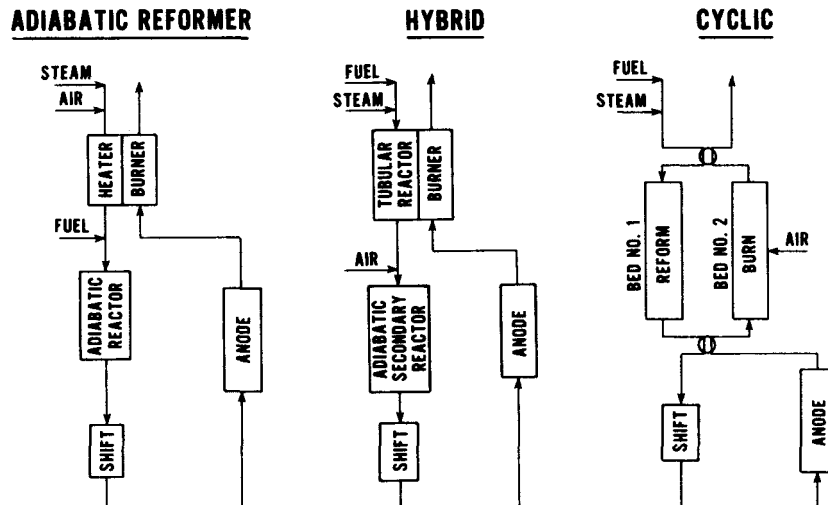 ADIABATIC REFORMER
STEAM
AIR
HEATER
BURNER
FUEL
ADIABATIC
REACTOR
ANODE
SHIFT
HYBRID
FUEL
STEAM
TUBULAR
REACTOR
BURNER
AIR
ADIABATIC
SECONDARY
REACTOR
ANODE
SHIFT
CYCLIC
FUEL
STEAM
BED NO. 1
REFORM
BED NO. 2
BURN
AIR
SHIFT
ANODE